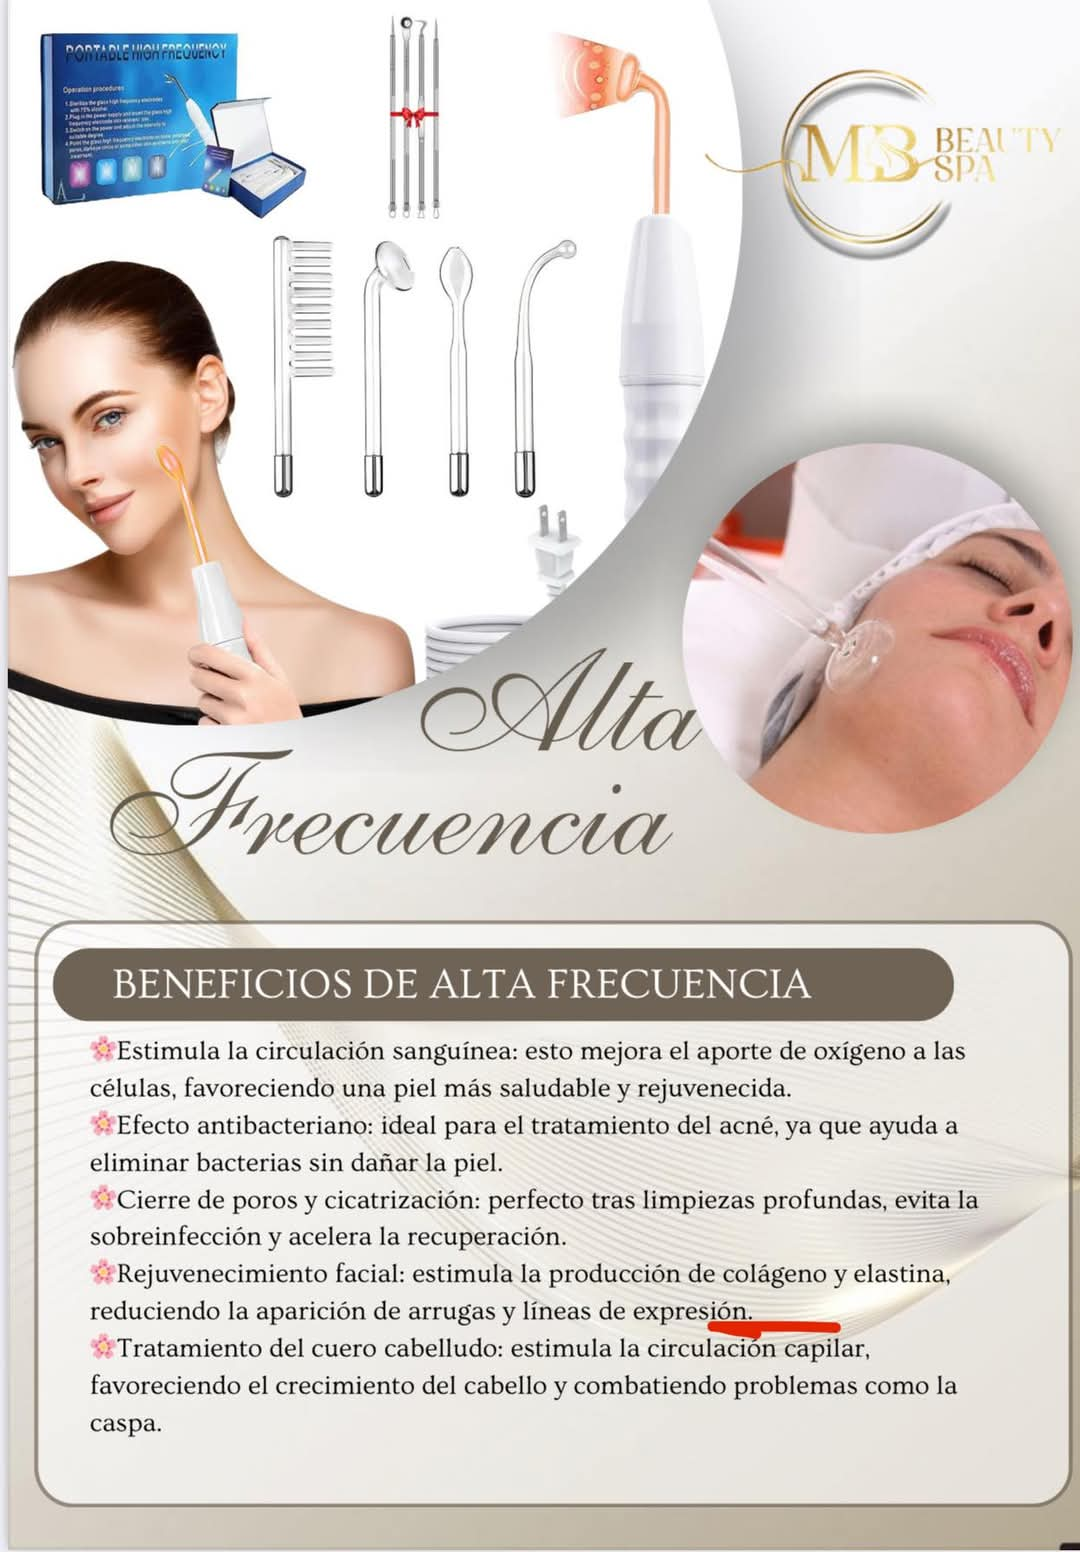 PORTABLE HIGH FREQUENCY
Operation procedures
MB BEAUTY
SPA
Alta
Frecuencia
BENEFICIOS DE ALTA FRECUENCIA
🌸Estimula la circulación sanguínea: esto mejora el aporte de oxígeno a las
células, favoreciendo una piel más saludable y rejuvenecida.
🌸Efecto antibacteriano: ideal para el tratamiento del acné, ya que ayuda a
eliminar bacterias sin dañar la piel.
🌸Cierre de poros y cicatrización: perfecto tras limpiezas profundas, evita la
sobreinfección y acelera la recuperación.
🌸Rejuvenecimiento facial: estimula la producción de colágeno y elastina,
reduciendo la aparición de arrugas y líneas de expresión.
🌸Tratamiento del cuero cabelludo: estimula la circulación capilar,
favoreciendo el crecimiento del cabello y combatiendo problemas como la
caspa.